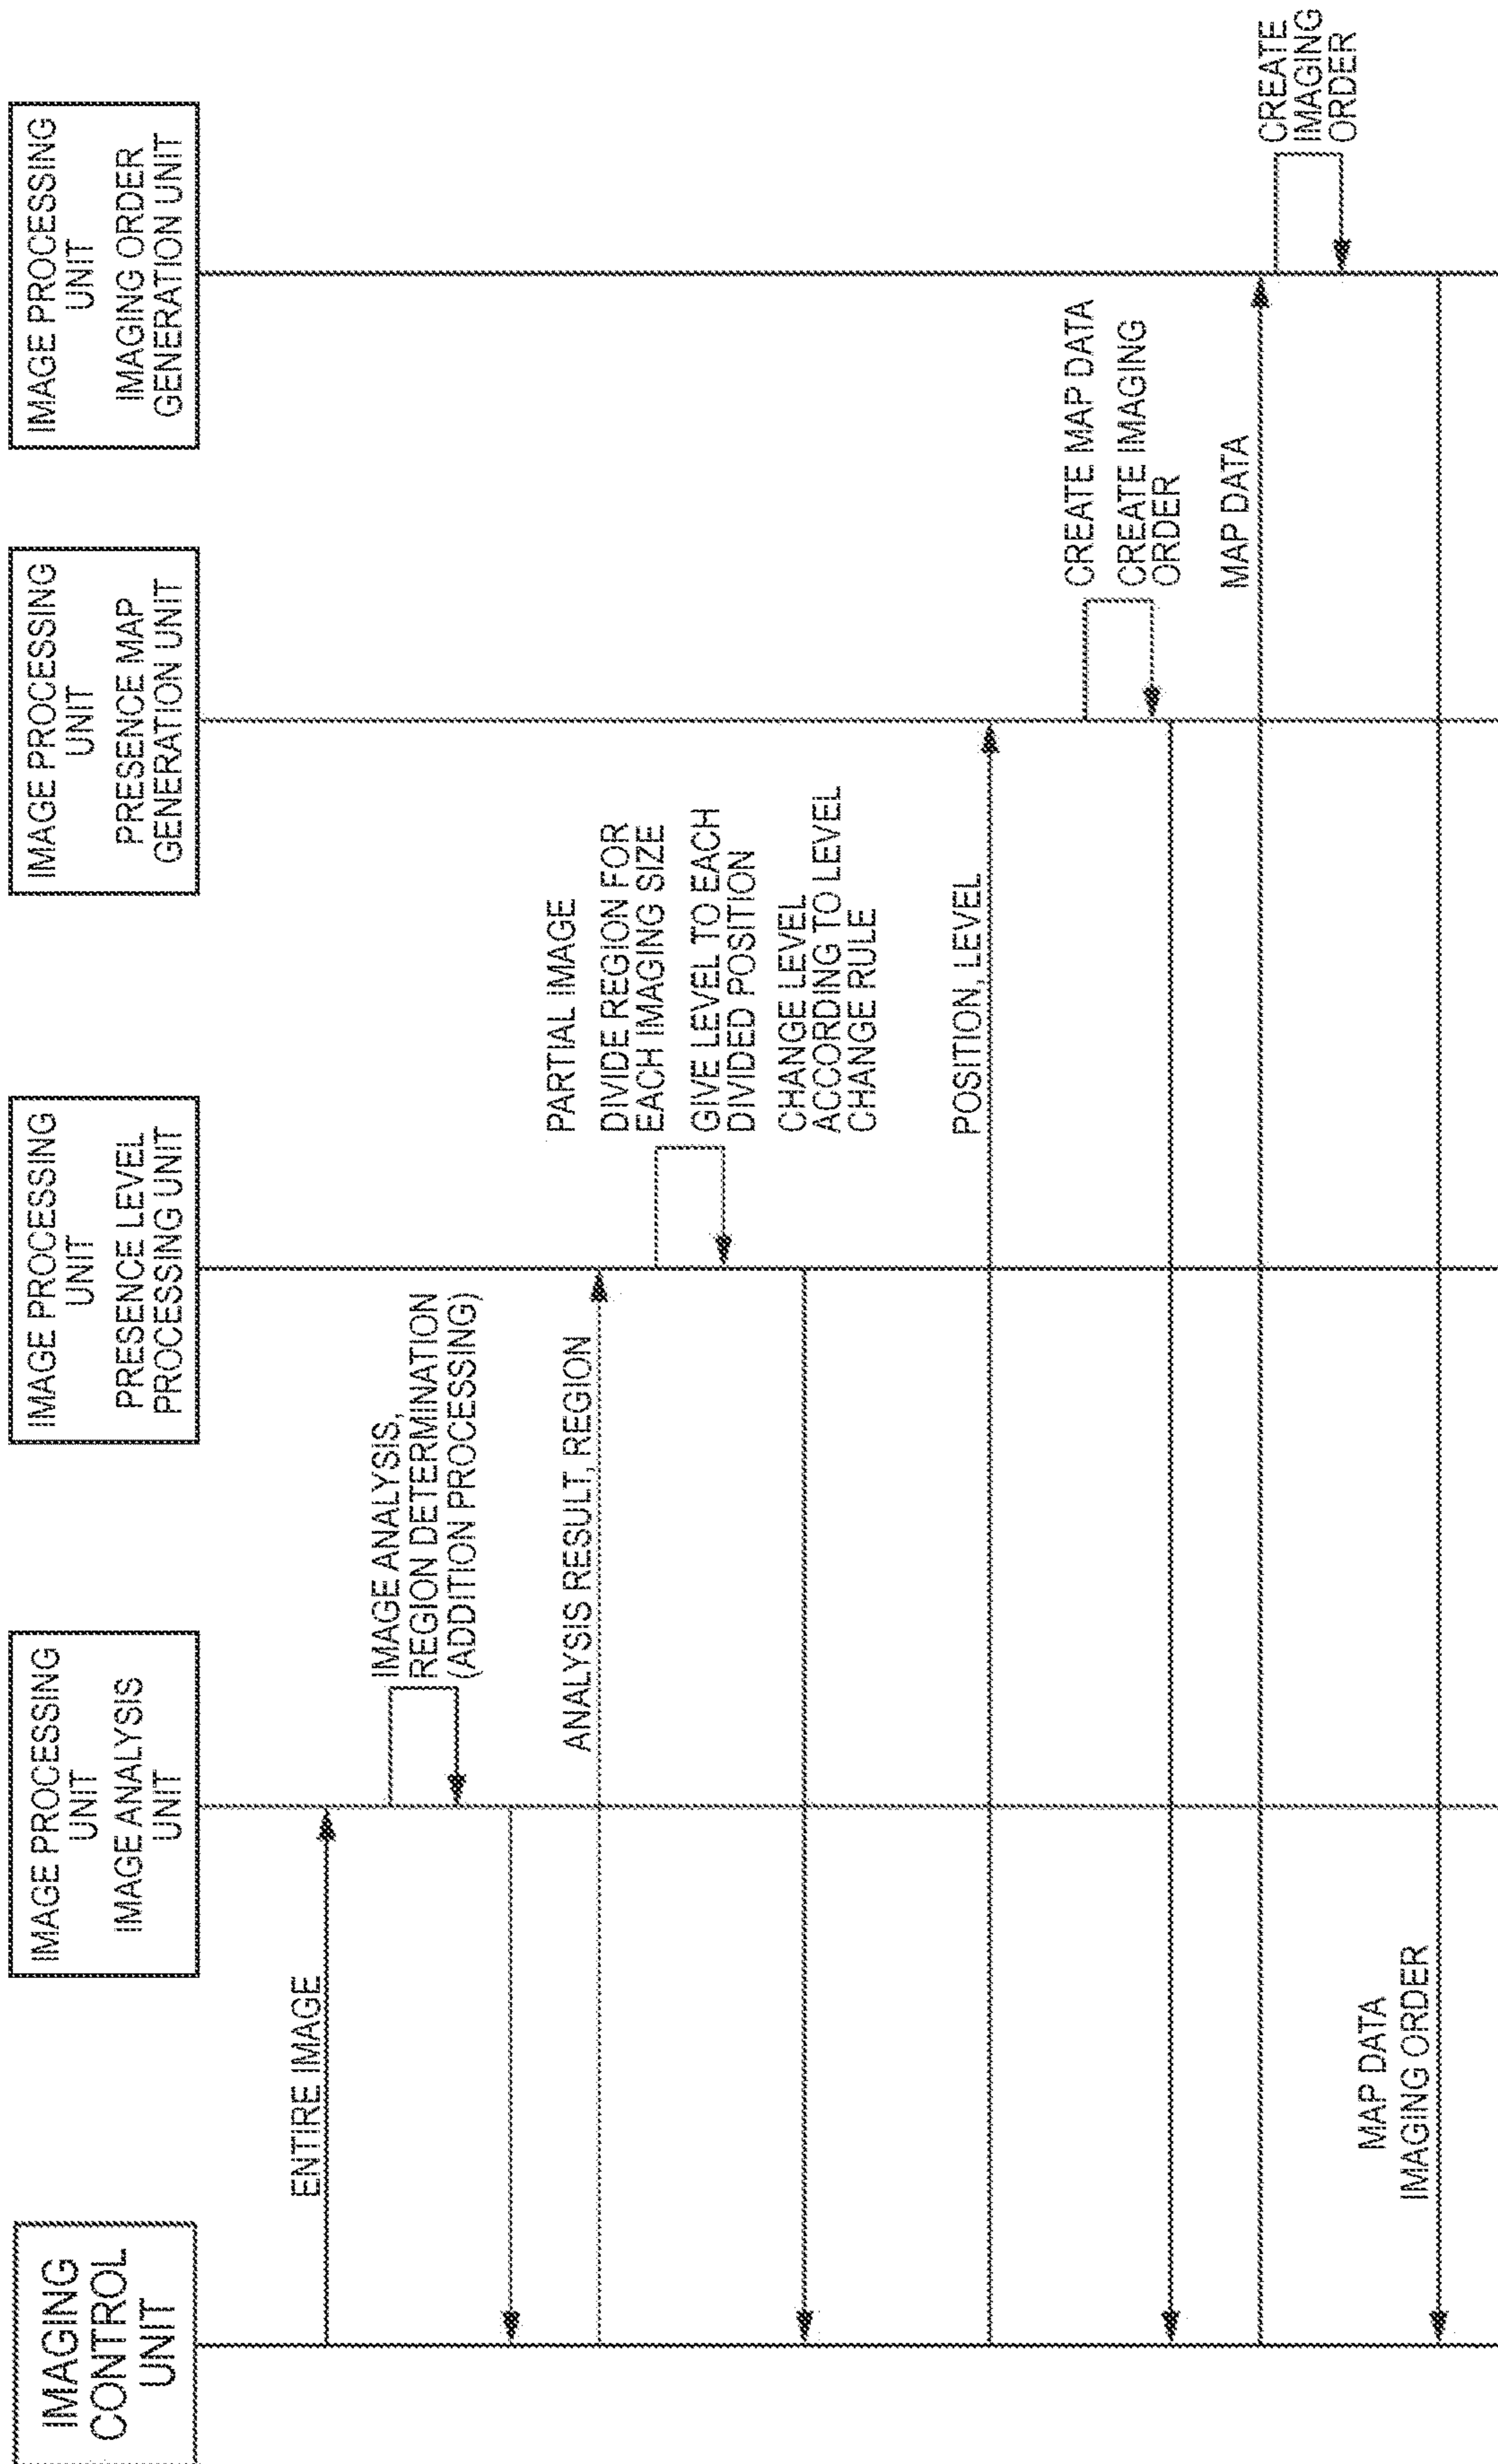 IMAGING
CONTROL
UNIT
IMAGE PROCESSING
UNIT
IMAGE ANALYSIS
UNIT
IMAGE PROCESSING
UNIT
PRESENCE LEVEL
PROCESSING UNIT
IMAGE PROCESSING
UNIT
PRESENCE MAP
GENERATION UNIT
IMAGE PROCESSING
UNIT
IMAGING ORDER
GENERATION UNIT
ENTIRE IMAGE
IMAGE ANALYSIS,
REGION DETERMINATION
(ADDITION PROCESSING)
ANALYSIS RESULT, REGION
PARTIAL IMAGE
DIVIDE REGION FOR
EACH IMAGING SIZE
GIVE LEVEL TO EACH
DIVIDED POSITION
CHANGE LEVEL
ACCORDING TO LEVEL
CHANGE RULE
POSITION, LEVEL
CREATE MAP DATA
CREATE IMAGING
ORDER
MAP DATA
CREATE
IMAGING
ORDER
MAP DATA
IMAGING ORDER